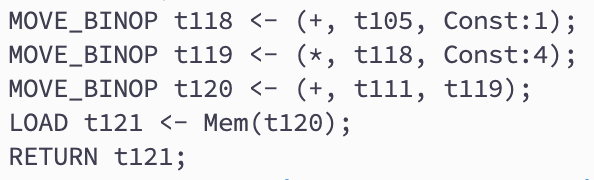 MOVE_BINOP t118 <- (+, t105, Const:1);
MOVE_BINOP t119 <- (*, t118, Const:4);
MOVE_BINOP t120 <- (+, t111, t119);
LOAD t121 <- Mem(t120);
RETURN t121;